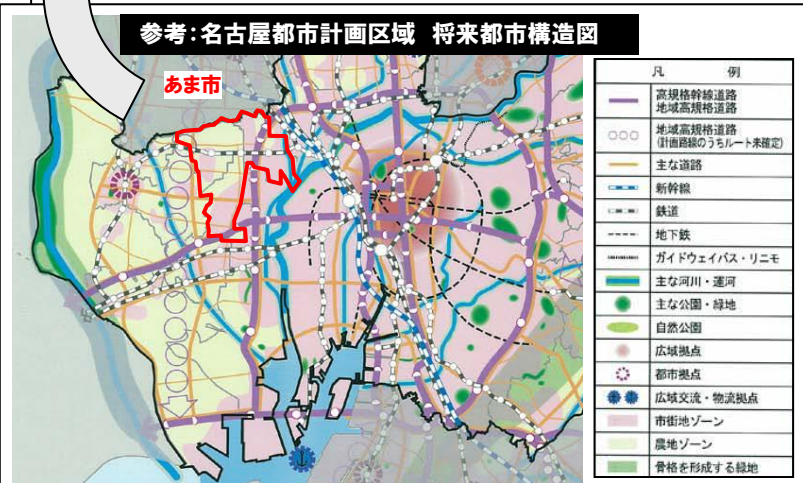 参考:名古屋都市計画区域 将来都市構造図
あま市
凡 例
高規格幹線道路
地域高規格道路
地域高規格道路
(計画路線のうちルート未確定)
主な道路
新幹線
鉄道
地下鉄
ガイドウェイバス・リニモ
主な河川・運河
主な公園・緑地
自然公園
広域拠点
都市拠点
広域交流・物流拠点
市街地ゾーン
農地ゾーン
骨格を形成する緑地